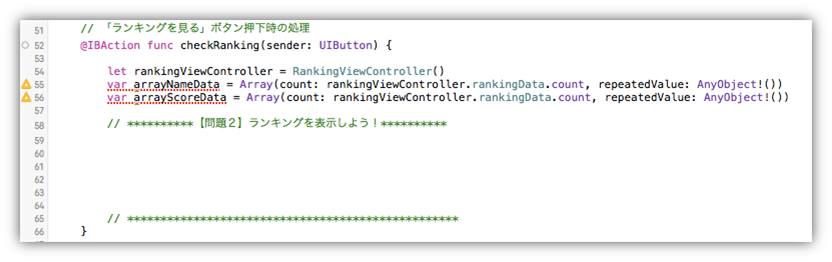 51 // 「ランキングを見る」ボタン押下時の処理
52 @IBAction func checkRanking(sender: UIButton) {
53
54 let rankingViewController = RankingViewController()
55 var arrayNameData = Array(count: rankingViewController.rankingData.count, repeatedValue: AnyObject!())
56 var arrayScoreData = Array(count: rankingViewController.rankingData.count, repeatedValue: AnyObject!())
57
58 // **********【問題２】ランキングを表示しよう！**********
59
60
61
62
63
64
65 // **************************************************
66 }